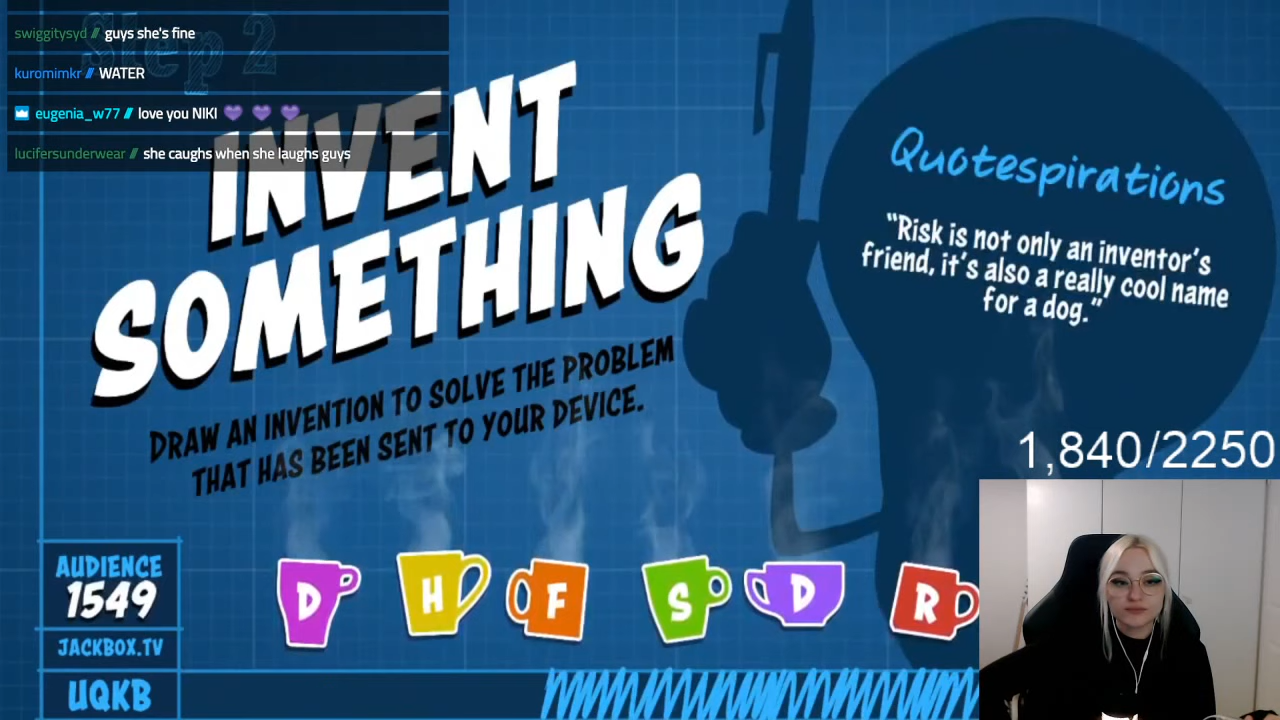 Step 2
swiggitysyd // guys she's fine
kuromimkr // WATER
eugenia_w77 // love you NIKI 💜 💜 💜
lucifersunderwear // she caughs when she laughs guys
INVENT
SOMETHING
DRAW AN INVENTION TO SOLVE THE PROBLEM
THAT HAS BEEN SENT TO YOUR DEVICE.
Quotespirations
"Risk is not only an inventor's
friend, it's also a really cool name
for a dog."
1,840/2250
AUDIENCE
1549
JACKBOX.TV
UQKB
D H F S D R